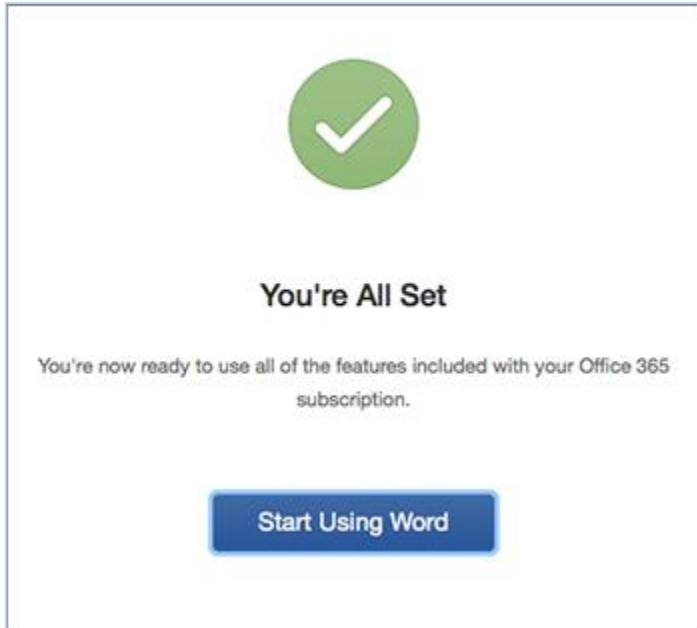 You're All Set
You're now ready to use all of the features included with your Office 365
subscription.
Start Using Word